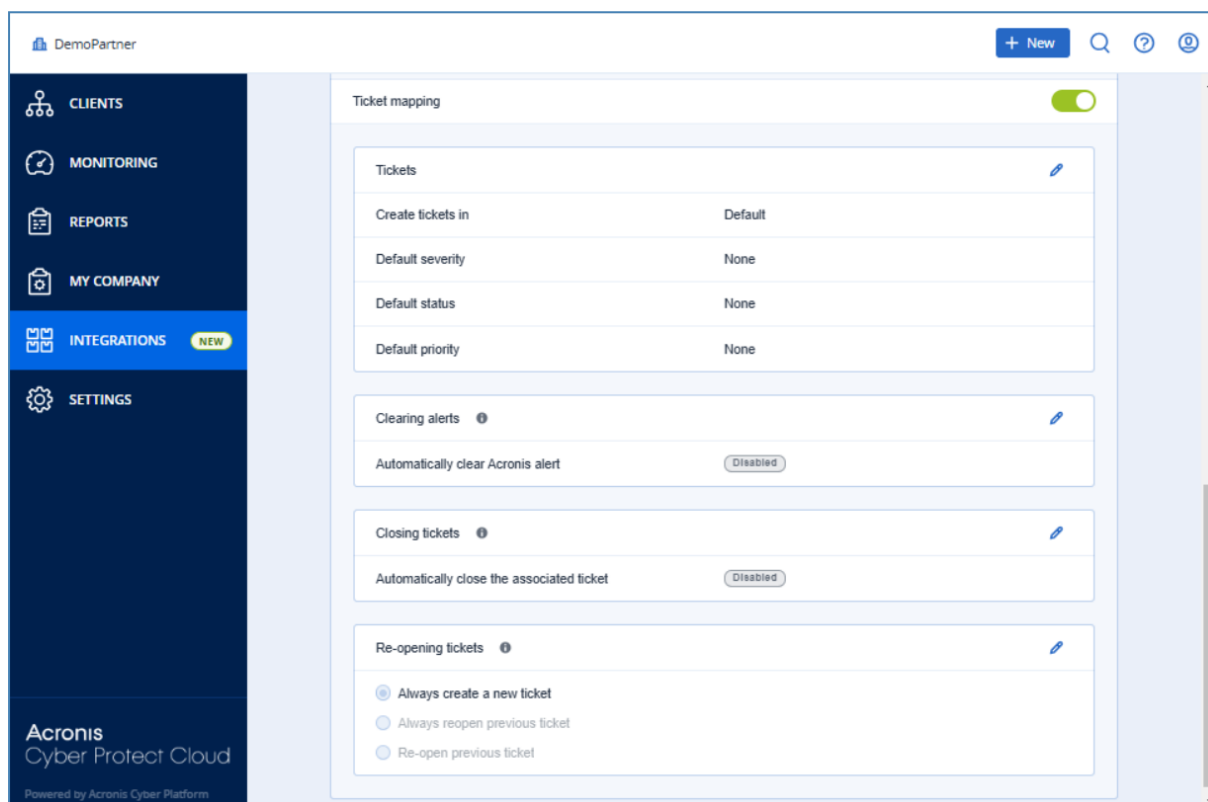 DemoPartner
+ New
CLIENTS
MONITORING
REPORTS
MY COMPANY
INTEGRATIONS NEW
SETTINGS
Acronis
Cyber Protect Cloud
Powered by Acronis Cyber Platform
Ticket mapping
Tickets
Create tickets in Default
Default severity None
Default status None
Default priority None
Clearing alerts
Automatically clear Acronis alert Disabled
Closing tickets
Automatically close the associated ticket Disabled
Re-opening tickets
Always create a new ticket
Always reopen previous ticket
Re-open previous ticket